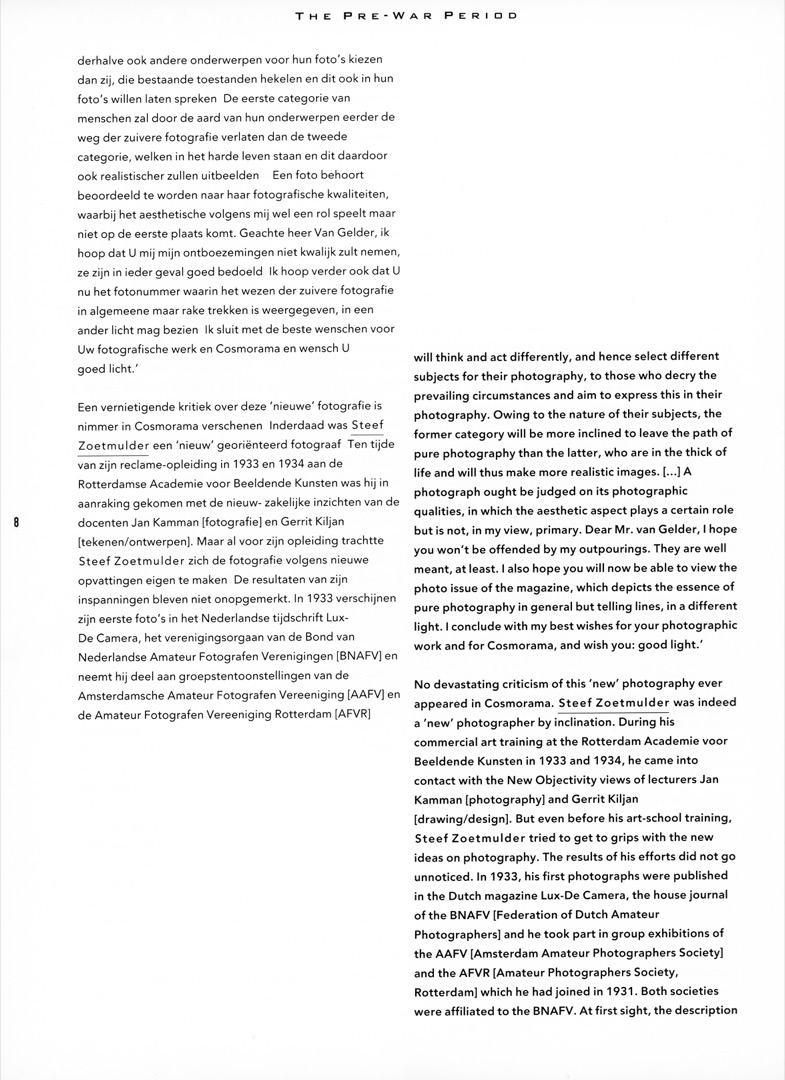 THE PRE-WAR PERIOD
derhalve ook andere onderwerpen voor hun foto's kiezen
dan zij, die bestaande toestanden hekelen en dit ook in hun
foto's willen laten spreken De eerste categorie van
menschen zal door de aard van hun onderwerpen eerder de
weg der zuivere fotografie verlaten dan de tweede
categorie, welken in het harde leven staan en dit daardoor
ook realistischer zullen uitbeelden Een foto behoort
beoordeeld te worden naar haar fotografische kwaliteiten,
waarbij het aesthetische volgens mij wel een rol speelt maar
niet op de eerste plaats komt. Geachte heer Van Gelder, ik
hoop dat U mij mijn ontboezemingen niet kwalijk zult nemen,
ze zijn in ieder geval goed bedoeld Ik hoop verder ook dat U
nu het fotonummer waarin het wezen der zuivere fotografie
in algemeene maar rake trekken is weergegeven, in een
ander licht mag bezien Ik sluit met de beste wenschen voor
Uw fotografische werk en Cosmorama en wensch U
goed licht.'
Een vernietigende kritiek over deze 'nieuwe' fotografie is
nimmer in Cosmorama verschenen Inderdaad was Steef
Zoetmulder een 'nieuw' georiënteerd fotograaf Ten tijde
van zijn reclame-opleiding in 1933 en 1934 aan de
Rotterdamse Academie voor Beeldende Kunsten was hij in
aanraking gekomen met de nieuw- zakelijke inzichten van de
docenten Jan Kamman [fotografie] en Gerrit Kiljan
[tekenen/ontwerpen]. Maar al voor zijn opleiding trachtte
Steef Zoetmulder zich de fotografie volgens nieuwe
opvattingen eigen te maken De resultaten van zijn
inspanningen bleven niet onopgemerkt. In 1933 verschijnen
zijn eerste foto's in het Nederlandse tijdschrift Lux-
De Camera, het verenigingsorgaan van de Bond van
Nederlandse Amateur Fotografen Verenigingen [BNAFV] en
neemt hij deel aan groepstentoonstellingen van de
Amsterdamsche Amateur Fotografen Vereeniging [AAFV] en
de Amateur Fotografen Vereeniging Rotterdam [AFVR]
8
will think and act differently, and hence select different
subjects for their photography, to those who decry the
prevailing circumstances and aim to express this in their
photography. Owing to the nature of their subjects, the
former category will be more inclined to leave the path of
pure photography than the latter, who are in the thick of
life and will thus make more realistic images. [...] A
photograph ought be judged on its photographic
qualities, in which the aesthetic aspect plays a certain role
but is not, in my view, primary. Dear Mr. van Gelder, I hope
you won't be offended by my outpourings. They are well
meant, at least. I also hope you will now be able to view the
photo issue of the magazine, which depicts the essence of
pure photography in general but telling lines, in a different
light. I conclude with my best wishes for your photographic
work and for Cosmorama, and wish you: good light.'
No devastating criticism of this 'new' photography ever
appeared in Cosmorama. Steef Zoetmulder was indeed
a 'new' photographer by inclination. During his
commercial art training at the Rotterdam Academie voor
Beeldende Kunsten in 1933 and 1934, he came into
contact with the New Objectivity views of lecturers Jan
Kamman [photography] and Gerrit Kiljan
[drawing/design]. But even before his art-school training,
Steef Zoetmulder tried to get to grips with the new
ideas on photography. The results of his efforts did not go
unnoticed. In 1933, his first photographs were published
in the Dutch magazine Lux-De Camera, the house journal
of the BNAFV [Federation of Dutch Amateur
Photographers] and he took part in group exhibitions of
the AAFV [Amsterdam Amateur Photographers Society]
and the AFVR [Amateur Photographers Society,
Rotterdam] which he had joined in 1931. Both societies
were affiliated to the BNAFV. At first sight, the description